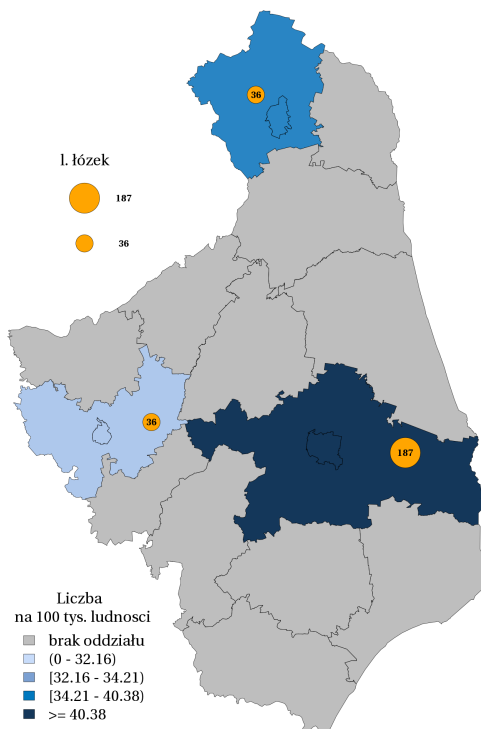 36
l. łózek
187
36
36
187
Liczba
na 100 tys. ludnosci
brak oddziału
(0 - 32.16)
[32.16 - 34.21)
[34.21 - 40.38)
>= 40.38